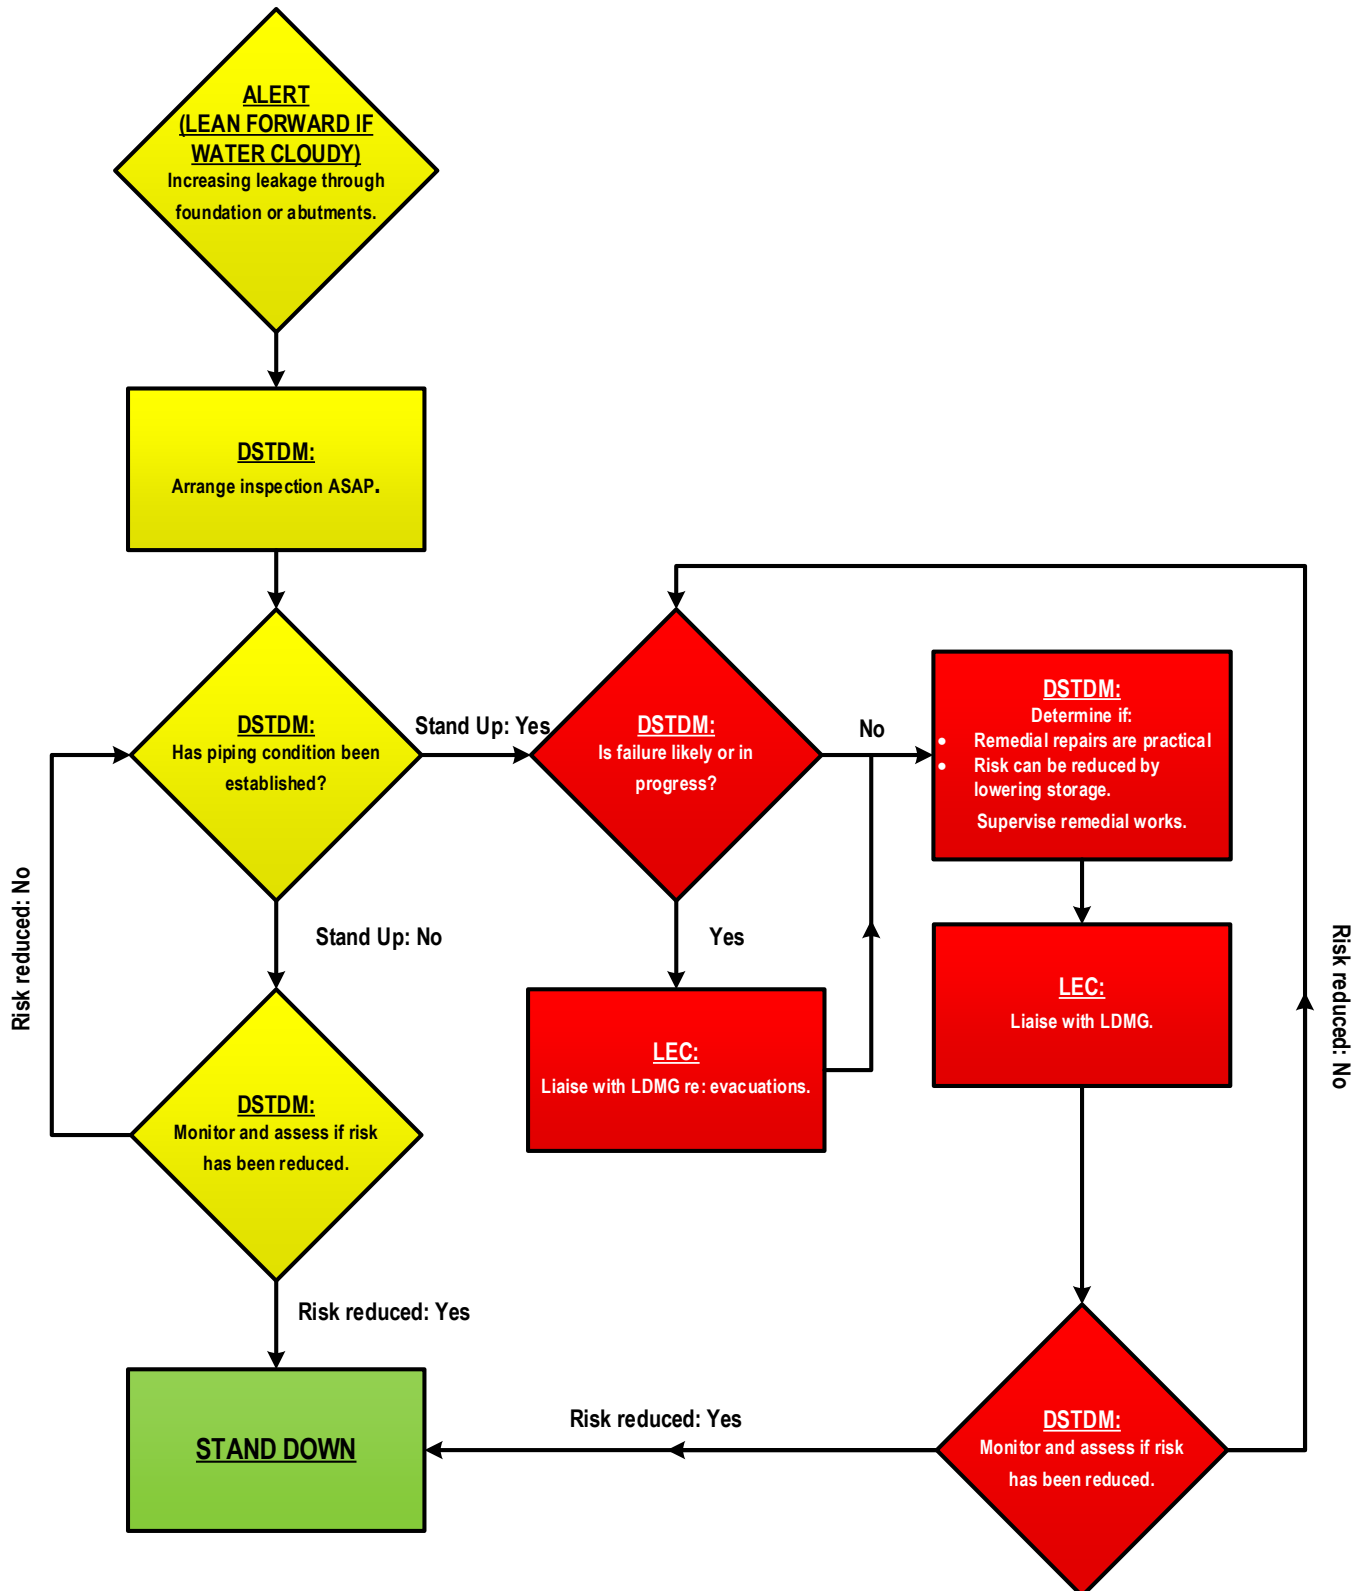 ALERT
(LEAN FORWARD IF
WATER CLOUDY)
Increasing leakage through
foundation or abutments.
DSTDM:
Arrange inspection ASAP.
DSTDM:
Has piping condition been
established?
Stand Up: Yes
DSTDM:
Is failure likely or in
progress?
No
DSTDM:
Determine if:
• Remedial repairs are practical
• Risk can be reduced by
lowering storage.
Supervise remedial works.
Risk reduced: No
Stand Up: No
Yes
LEC:
Liaise with LDMG re: evacuations.
LEC:
Liaise with LDMG.
Risk reduced: No
DSTDM:
Monitor and assess if risk
has been reduced.
Risk reduced: Yes
STAND DOWN
Risk reduced: Yes
DSTDM:
Monitor and assess if risk
has been reduced.